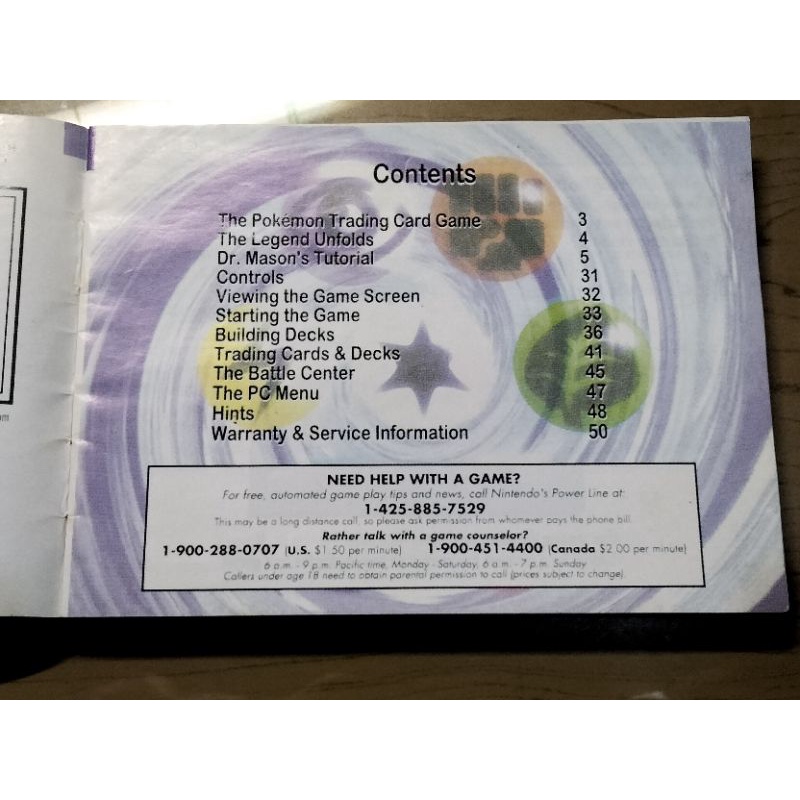 Contents
The Pokémon Trading Card Game 3
The Legend Unfolds 4
Dr. Mason's Tutorial 5
Controls 31
Viewing the Game Screen 32
Starting the Game 33
Building Decks 36
Trading Cards & Decks 41
The Battle Center 45
The PC Menu 47
Hints 48
Warranty & Service Information 50
NEED HELP WITH A GAME?
For free, automated game play tips and news, call Nintendo's Power Line at:
1-425-885-7529
This may be a long distance call, so please ask permission from whomever pays the phone bill.
Rather talk with a game counselor?
1-900-288-0707 (U.S. $1.50 per minute) 1-900-451-4400 (Canada $2.00 per minute)
6 a.m. - 9 p.m. Pacific time, Monday - Saturday, 6 a.m. - 7 p.m. Sunday
Callers under age 18 need to obtain parental permission to call (prices subject to change).